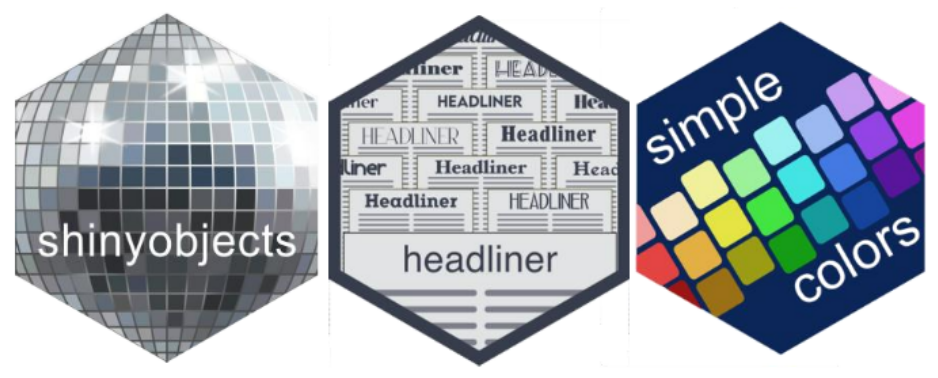 shinyobjects
HEADLINER
HEADLINER
Headliner
Headliner
Headliner
HEADLINER
headliner
simple
colors